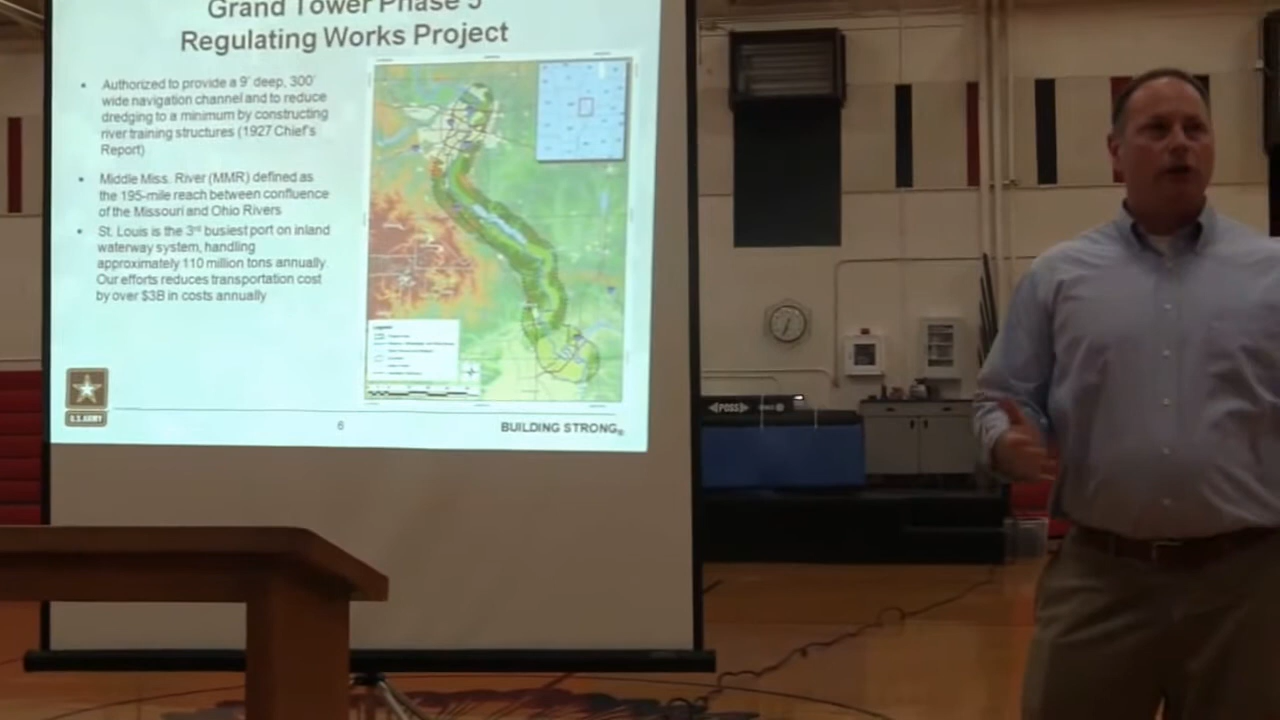 Grand Tower Phase 5
Regulating Works Project
• Authorized to provide a 9' deep, 300'
wide navigation channel and to reduce
dredging to a minimum by constructing
river training structures (1927 Chief's
Report)
• Middle Miss. River (MMR) defined as
the 195-mile reach between confluence
of the Missouri and Ohio Rivers
• St. Louis is the 3rd busiest port on inland
waterway system, handling
approximately 110 million tons annually.
Our efforts reduces transportation cost
by over $3B in costs annually
Legend
U.S. ARMY
6
BUILDING STRONG®
POSS